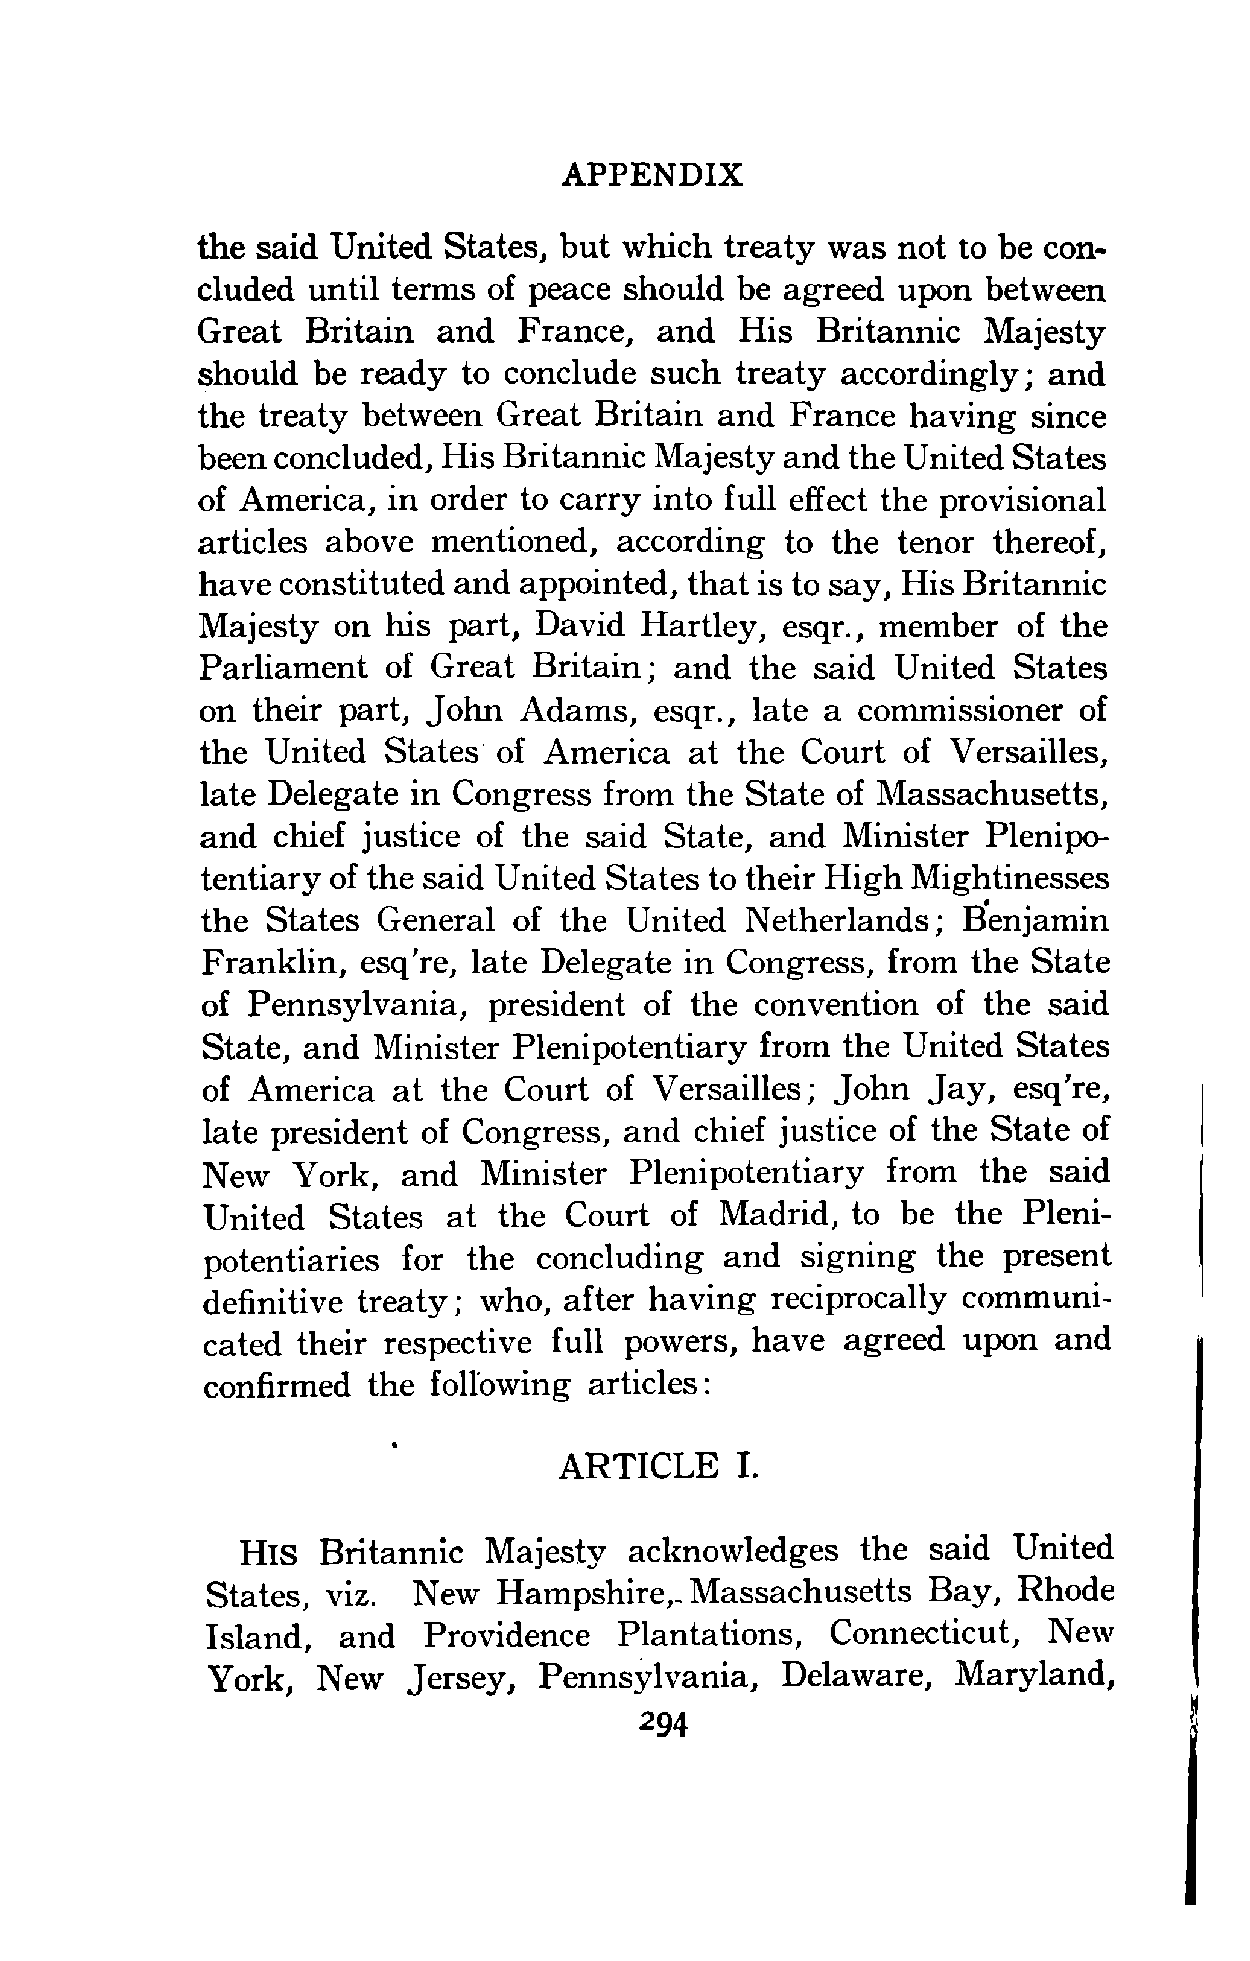 APPENDIX
the said United States, but which treaty was not to be con-
cluded until terms of peace should be agreed upon between
Great Britain and France, and His Britannic Majesty
should be ready to conclude such treaty accordingly; and
the treaty between Great Britain and France having since
been concluded, His Britannic Majesty and the United States
of America, in order to carry into full effect the provisional
articles above mentioned, according to the tenor thereof,
have constituted and appointed, that is to say, His Britannic
Majesty on his part, David Hartley, esqr., member of the
Parliament of Great Britain; and the said United States
on their part, John Adams, esqr., late a commissioner of
the United States of America at the Court of Versailles,
late Delegate in Congress from the State of Massachusetts,
and chief justice of the said State, and Minister Plenipo-
tentiary of the said United States to their High Mightinesses
the States General of the United Netherlands; Benjamin
Franklin, esq're, late Delegate in Congress, from the State
of Pennsylvania, president of the convention of the said
State, and Minister Plenipotentiary from the United States
of America at the Court of Versailles; John Jay, esq're,
late president of Congress, and chief justice of the State of
New York, and Minister Plenipotentiary from the said
United States at the Court of Madrid, to be the Pleni-
potentiaries for the concluding and signing the present
definitive treaty; who, after having reciprocally communi-
cated their respective full powers, have agreed upon and
confirmed the following articles:
ARTICLE I.
HIS Britannic Majesty acknowledges the said United
States, viz. New Hampshire, Massachusetts Bay, Rhode
Island, and Providence Plantations, Connecticut, New
York, New Jersey, Pennsylvania, Delaware, Maryland,
294